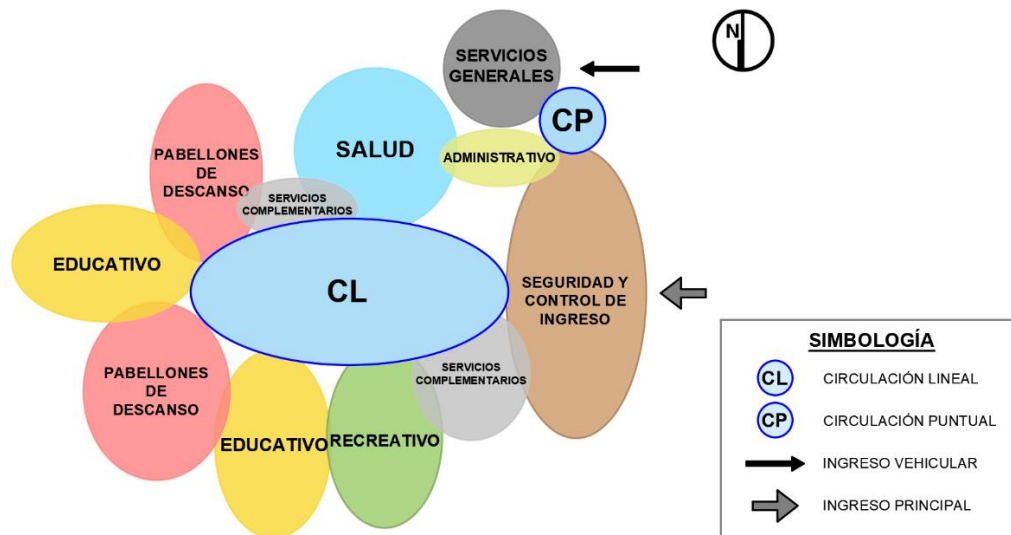 SERVICIOS
GENERALES
N
CP
SALUD
ADMINISTRATIVO
PABELLONES
DE
DESCANSO
SERVICIOS
COMPLEMENTARIOS
EDUCATIVO
CL
SEGURIDAD Y
CONTROL DE
INGRESO
PABELLONES
DE
DESCANSO
SERVICIOS
COMPLEMENTARIOS
EDUCATIVO
RECREATIVO
SIMBOLOGÍA
CL CIRCULACIÓN LINEAL
CP CIRCULACIÓN PUNTUAL
INGRESO VEHICULAR
INGRESO PRINCIPAL